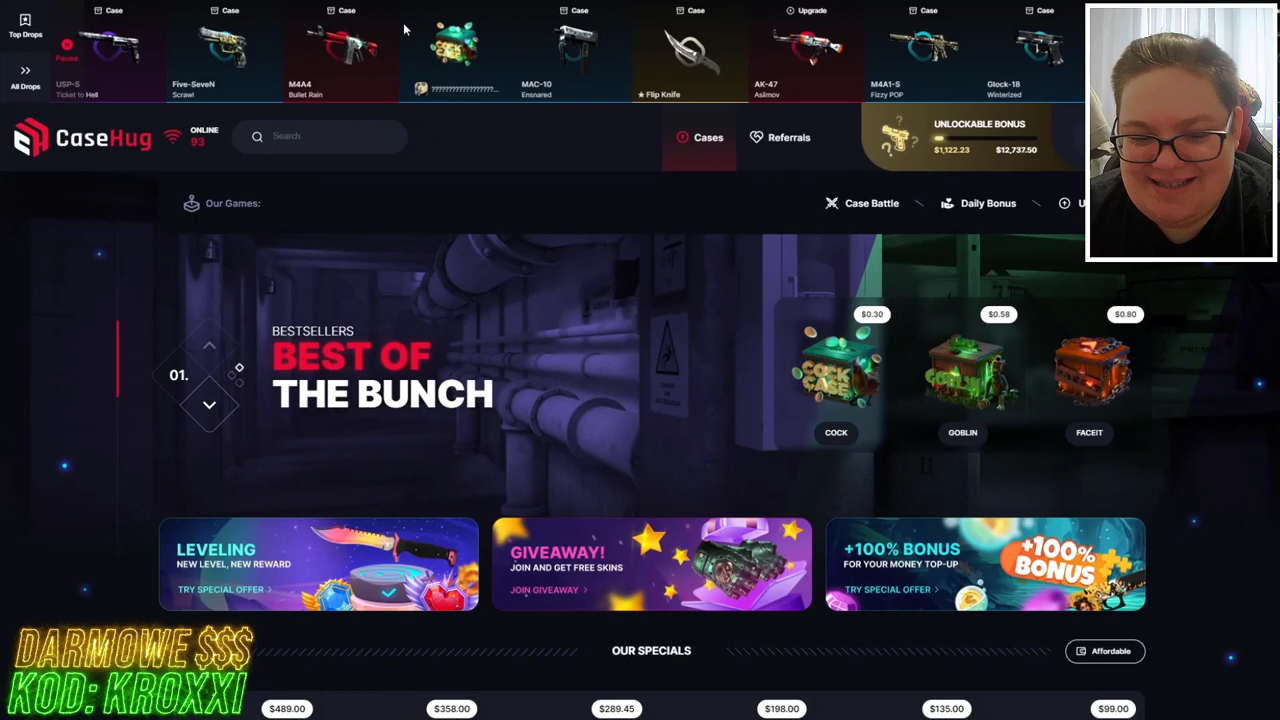 Top Drops
All Drops
Pause
Case
USP-S
Ticket to Hell
Case
Five-SeveN
Scrawl
Case
M4A4
Bullet Rain
??????????????????...
Case
MAC-10
Ensnared
Case
★ Flip Knife
Upgrade
AK-47
Asiimov
Case
M4A1-S
Fizzy POP
Case
Glock-18
Winterized
CaseHug
ONLINE
93
Search
Cases
Referrals
UNLOCKABLE BONUS
$1,122.23 $12,737.50
Our Games:
Case Battle
Daily Bonus
U
01.
BESTSELLERS
BEST OF
THE BUNCH
$0.30
COCK
CASE
COCK
$0.58
GOBLIN
GOBLIN
$0.80
FACEIT
LEVELING
NEW LEVEL, NEW REWARD
TRY SPECIAL OFFER >
GIVEAWAY!
JOIN AND GET FREE SKINS
JOIN GIVEAWAY >
+100% BONUS
FOR YOUR MONEY TOP-UP
TRY SPECIAL OFFER >
+100%
BONUS
OUR SPECIALS
Affordable
DARMOWE $$$
KOD: KROXXI
$489.00
$358.00
$289.45
$198.00
$135.00
$99.00